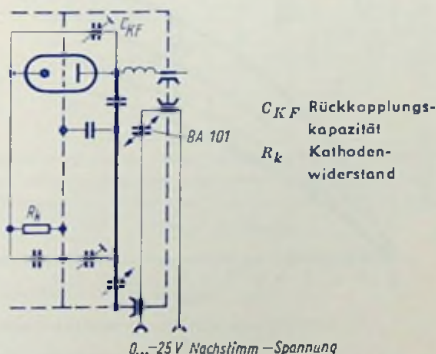 C_KF
C_KF Rückkopplungs-
kapazität
R_k Kathoden-
widerstand
BA 101
R_k
0...-25 V Nachstimm-Spannung